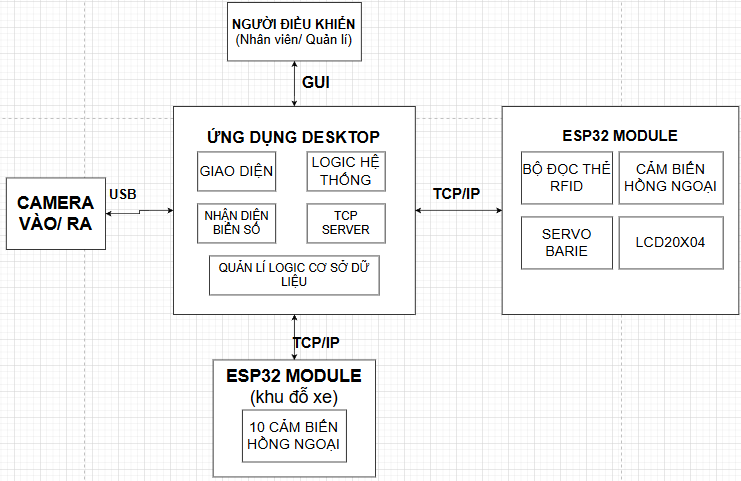 NGƯỜI ĐIỀU KHIỂN
(Nhân viên/ Quản lí)
GUI
ỨNG DỤNG DESKTOP
GIAO DIỆN
LOGIC HỆ
THỐNG
NHẬN DIỆN
BIỂN SỐ
TCP
SERVER
QUẢN LÍ LOGIC CƠ SỞ DỮ
LIỆU
CAMERA
VÀO/ RA
USB
TCP/IP
ESP32 MODULE
BỘ ĐỌC THẺ
RFID
CẢM BIẾN
HỒNG NGOẠI
SERVO
BARIE
LCD20X04
TCP/IP
ESP32 MODULE
(khu đỗ xe)
10 CẢM BIẾN
HỒNG NGOẠI